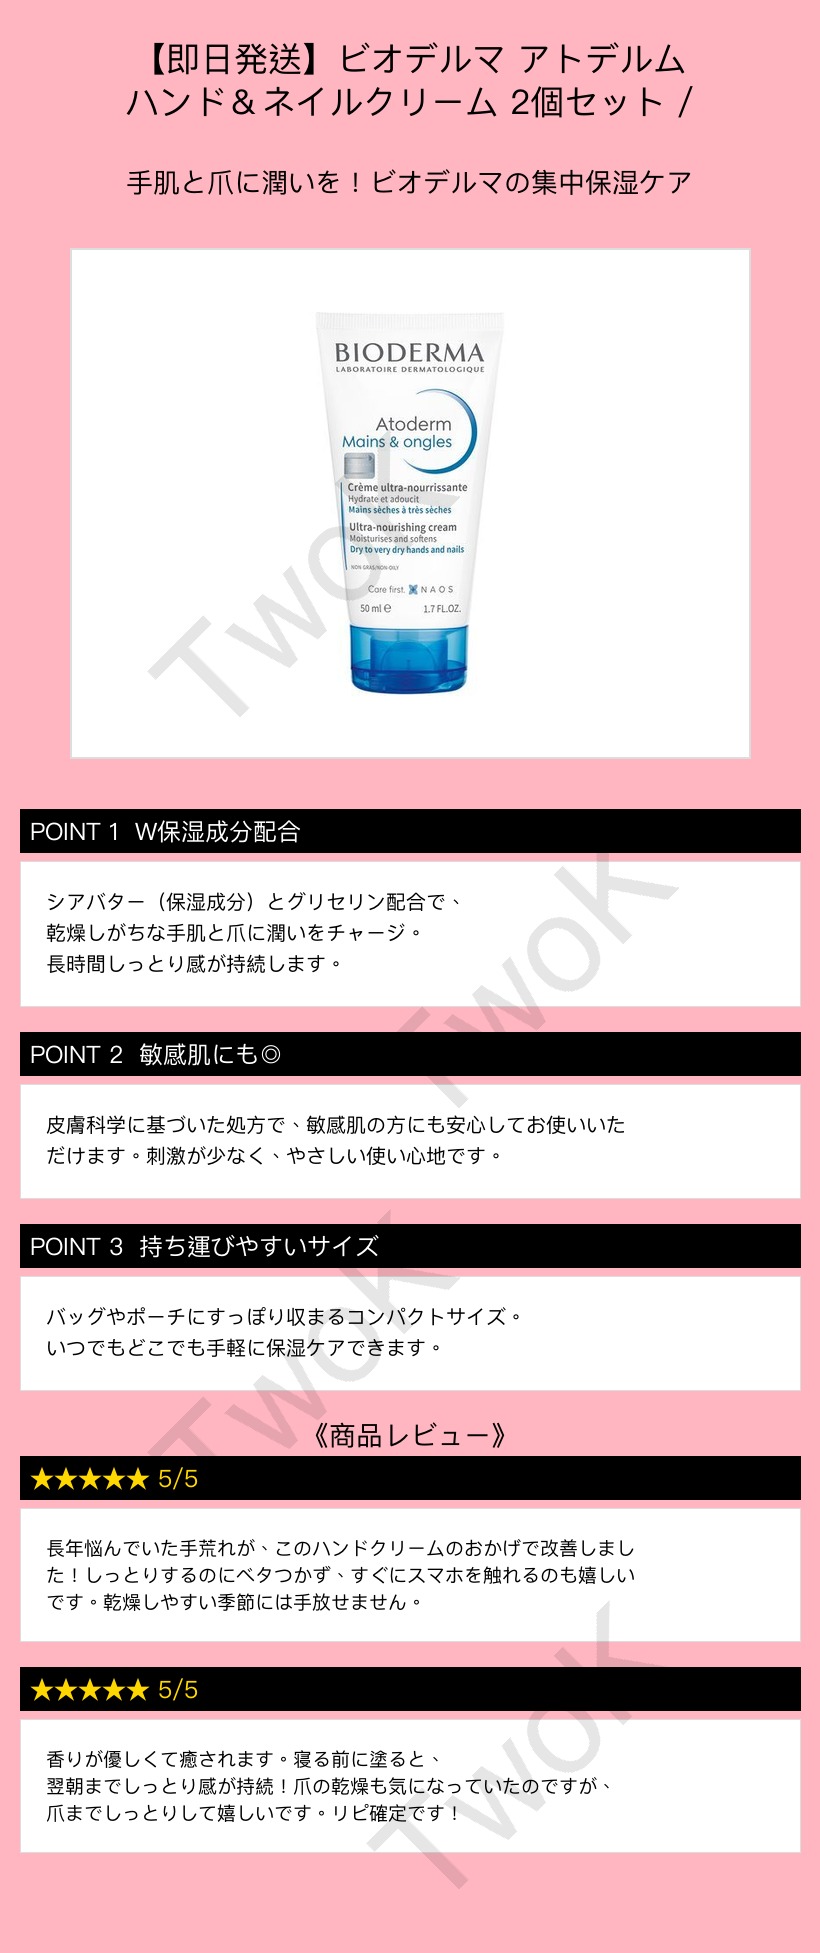 【即日発送】ビオデルマ アトデルム
ハンド＆ネイルクリーム 2個セット /
手肌と爪に潤いを！ビオデルマの集中保湿ケア
BIODERMA
LABORATOIRE DERMATOLOGIQUE
Atoderm
Mains & ongles
Crème ultra-nourrissante
Hydrate et adoucit
Mains sèches à très sèches
Ultra-nourishing cream
Moisturises and softens
Dry to very dry hands and nails
NON GRAS/NON-OILY
Care first. NAOS
50 ml e 1.7 FL.OZ.
TwoK
POINT 1 W保湿成分配合
シアバター（保湿成分）とグリセリン配合で、
乾燥しがちな手肌と爪に潤いをチャージ。
長時間しっとり感が持続します。
TwoK
POINT 2 敏感肌にも◎
皮膚科学に基づいた処方で、敏感肌の方にも安心してお使いいた
だけます。刺激が少なく、やさしい使い心地です。
POINT 3 持ち運びやすいサイズ
バッグやポーチにすっぽり収まるコンパクトサイズ。
いつでもどこでも手軽に保湿ケアできます。
TwoK
《商品レビュー》
★★★★★ 5/5
長年悩んでいた手荒れが、このハンドクリームのおかげで改善しまし
た！しっとりするのにベタつかず、すぐにスマホを触れるのも嬉しい
です。乾燥しやすい季節には手放せません。
★★★★★ 5/5
香りが優しくて癒されます。寝る前に塗ると、
翌朝までしっとり感が持続！爪の乾燥も気になっていたのですが、
爪までしっとりして嬉しいです。リピ確定です！
TwoK